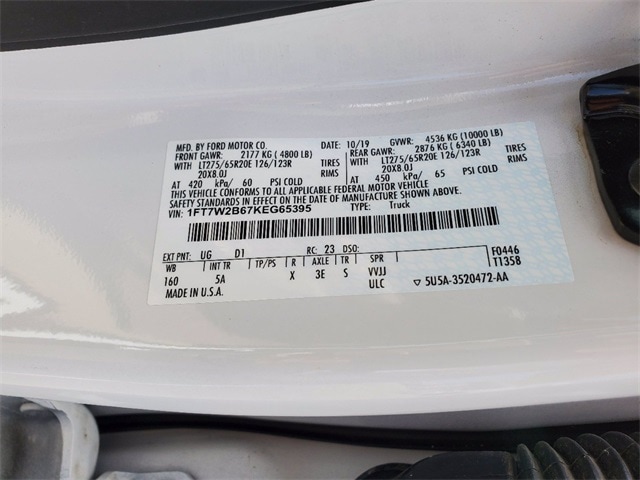 MFD. BY FORD MOTOR CO.
10/19 GVWR: 4536 KG (10000 LB)
FRONT GAWR: 2177 KG ( 4800 LB) REAR GAWR: 2876 KG ( 6340 LB)
WITH LT275/65R20E 126/123R TIRES WITH LT275/65R20E 126/123R TIRES
20X8.0J RIMS 20X8.0J RIMS
AT 420 kPa/ 60 PSI COLD AT 450 kPa/ 65 PSI COLD
THIS VEHICLE CONFORMS TO ALL APPLICABLE FEDERAL MOTOR VEHICLE
SAFETY STANDARDS IN EFFECT ON THE DATE OF MANUFACTURE SHOWN ABOVE.
VIN: 1FT7W2B67KEG65395 TYPE: Truck
EXT PNT: UG D1 RC: 23 DSO:
WB INT TR TP/PS R AXLE TR SPR F0446
T1358
160 5A X 3E S VVJJ
MADE IN U.S.A. ULC ▽ 5U5A-3520472-AA